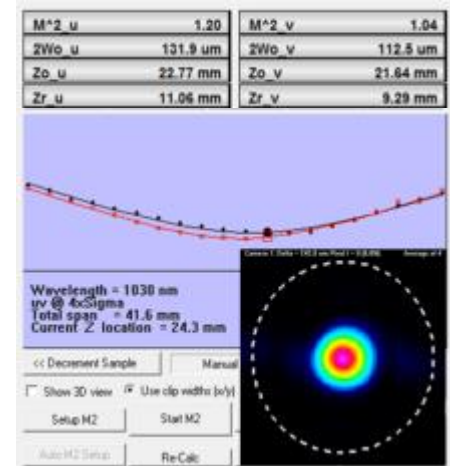 M^2_u 1.20 M^2_v 1.04
2Wo_u 131.9 um 2Wo_v 112.5 um
Zo_u 22.77 mm Zo_v 21.64 mm
Zr_u 11.06 mm Zr_v 9.29 mm
Wavelength = 1030 nm
uv @ 4xSigma
Total span = 41.6 mm
Current Z location = 24.3 mm
<< Decrement Sample Manual
Show 3D view Use clip widths (x/y)
Setup M2 Start M2
Auto M2 Setup Re-Calc